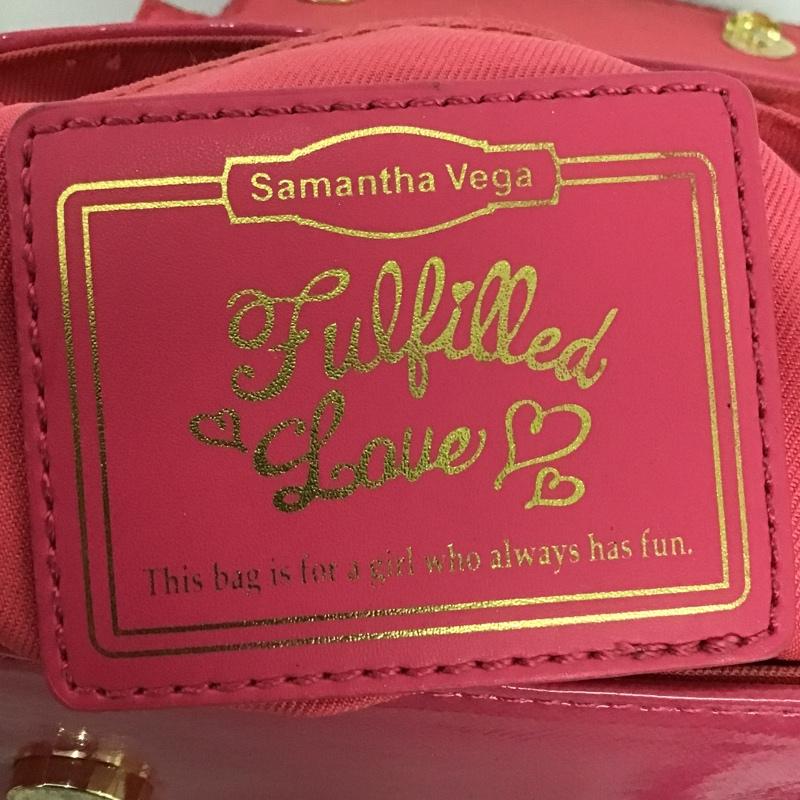 Samantha Vega
Fulfilled
Love
This bag is for a girl who always has fun.